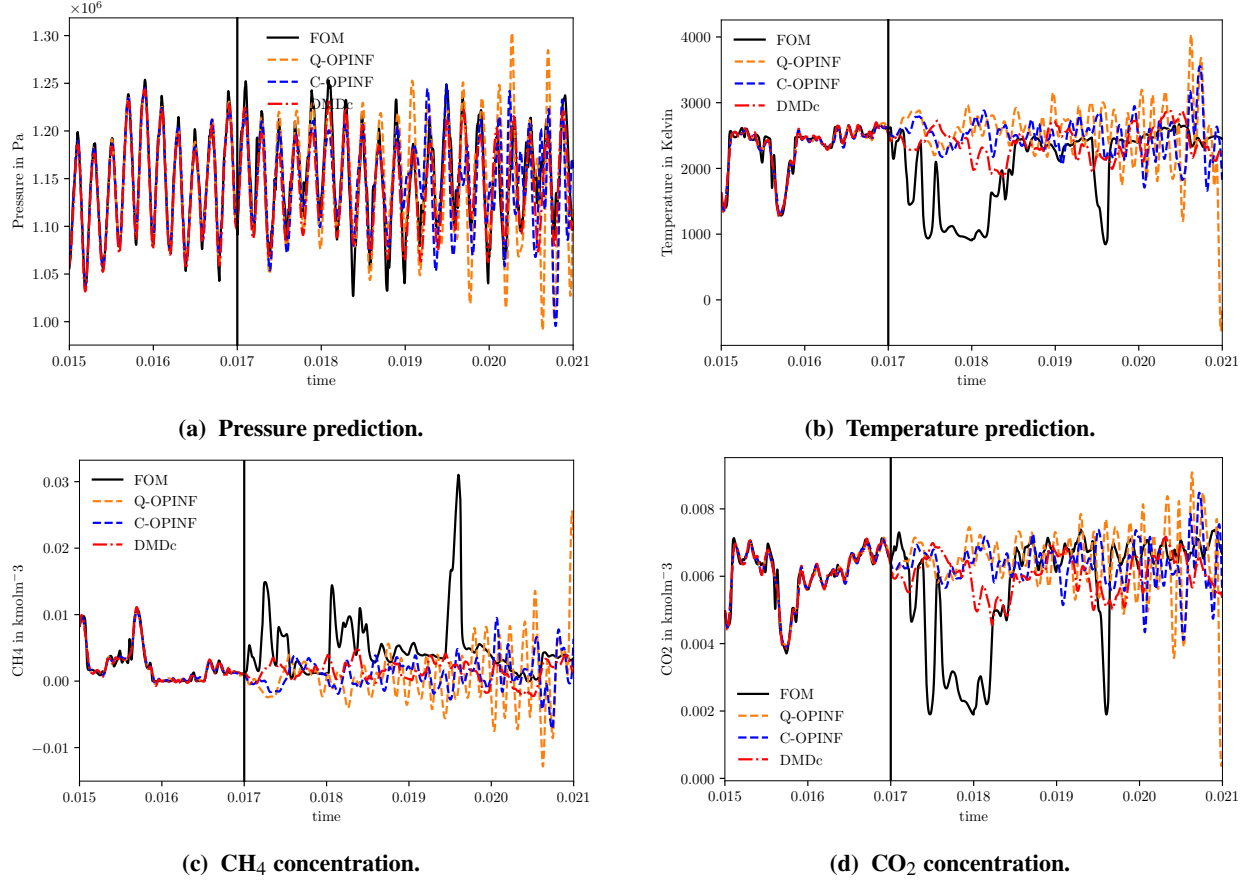 ×10⁶
1.30
1.25
1.20
1.15
1.10
1.05
1.00
Pressure in Pa
FOM
Q-OPINF
C-OPINF
DMDc
0.015 0.016 0.017 0.018 0.019 0.020 0.021
time
(a) Pressure prediction.
4000
3000
2000
1000
0
Temperature in Kelvin
FOM
Q-OPINF
C-OPINF
DMDc
0.015 0.016 0.017 0.018 0.019 0.020 0.021
time
(b) Temperature prediction.
0.03
0.02
0.01
0.00
−0.01
CH4 in kmolm−3
FOM
Q-OPINF
C-OPINF
DMDc
0.015 0.016 0.017 0.018 0.019 0.020 0.021
time
(c) CH₄ concentration.
0.008
0.006
0.004
0.002
0.000
CO2 in kmolm−3
FOM
Q-OPINF
C-OPINF
DMDc
0.015 0.016 0.017 0.018 0.019 0.020 0.021
time
(d) CO₂ concentration.